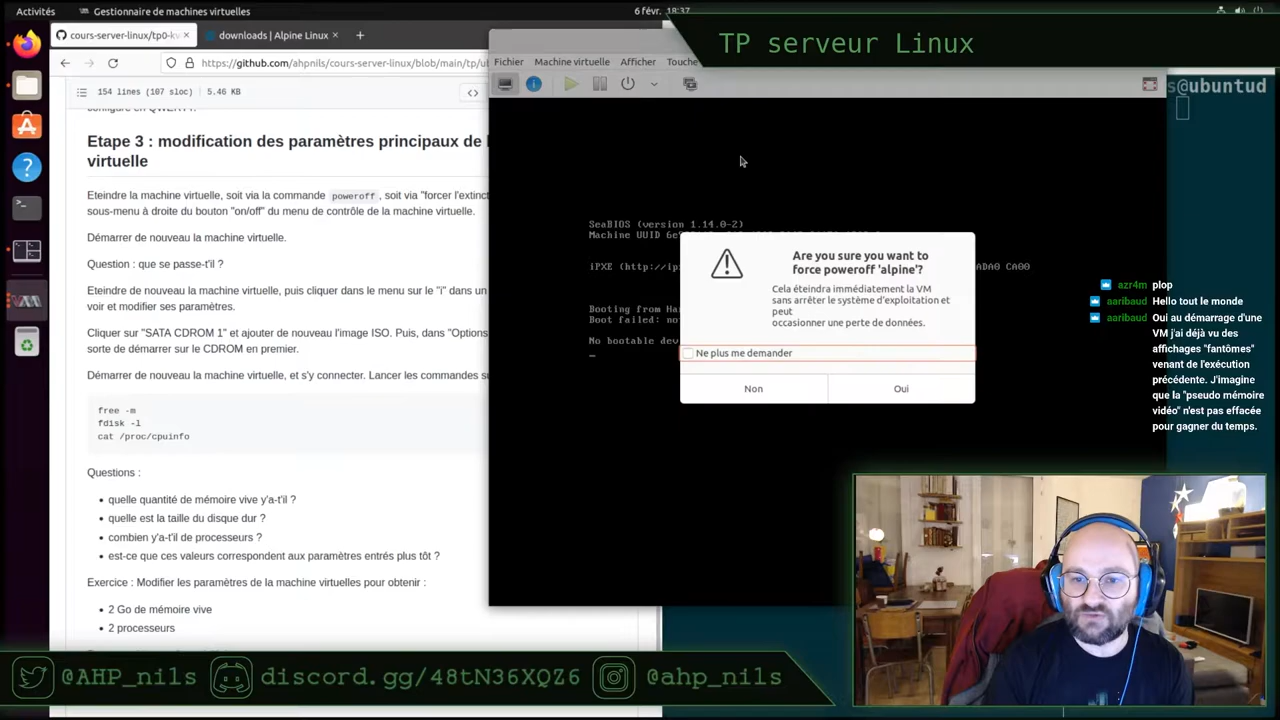 Activités
Gestionnaire de machines virtuelles
6 févr. 18:37
cours-server-linux/tp0-kv
downloads | Alpine Linux
https://github.com/ahpnils/cours-server-linux/blob/main/tp/ub
154 lines (107 sloc)
5.46 KB
Etape 3 : modification des paramètres principaux de l
virtuelle
Eteindre la machine virtuelle, soit via la commande poweroff, soit via "forcer l'extinct
sous-menu à droite du bouton "on/off" du menu de contrôle de la machine virtuelle.
Démarrer de nouveau la machine virtuelle.
Question : que se passe-t'il ?
Eteindre de nouveau la machine virtuelle, puis cliquer dans le menu sur le "i" dans un
voir et modifier ses paramètres.
Cliquer sur "SATA CDROM 1" et ajouter de nouveau l'image ISO. Puis, dans "Options
sorte de démarrer sur le CDROM en premier.
Démarrer de nouveau la machine virtuelle, et s'y connecter. Lancer les commandes su
free -m
fdisk -l
cat /proc/cpuinfo
Questions :
quelle quantité de mémoire vive y'a-t'il ?
quelle est la taille du disque dur ?
combien y'a-t'il de processeurs ?
est-ce que ces valeurs correspondent aux paramètres entrés plus tôt ?
Exercice : Modifier les paramètres de la machine virtuelles pour obtenir :
2 Go de mémoire vive
2 processeurs
Fichier Machine virtuelle Afficher Touche
SeaBIOS (version 1.14.0-2)
Machine UUID
iPXE (http://ip
ADA0 CA00
Booting from Har
Boot failed: no
No bootable dev
Are you sure you want to
force poweroff 'alpine'?
Cela éteindra immédiatement la VM
sans arrêter le système d'exploitation et
peut
occasionner une perte de données.
Ne plus me demander
Non
Oui
TP serveur Linux
s@ubuntud
azr4m plop
aaribaud Hello tout le monde
aaribaud Oui au démarrage d'une
VM j'ai déjà vu des
affichages "fantômes"
venant de l'exécution
précédente. J'imagine
que la "pseudo mémoire
vidéo" n'est pas effacée
pour gagner du temps.
@AHP_nils
discord.gg/48tN36XQZ6
@ahp_nils